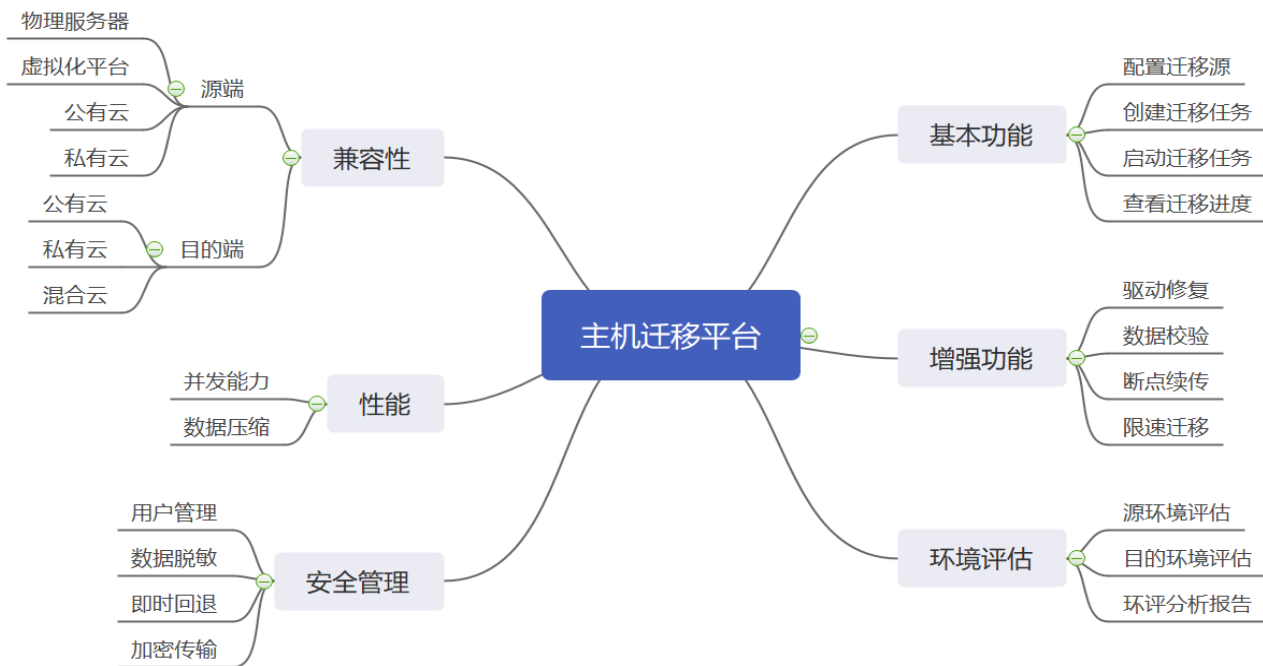 主机迁移平台
基本功能
配置迁移源
创建迁移任务
启动迁移任务
查看迁移进度
增强功能
驱动修复
数据校验
断点续传
限速迁移
环境评估
源环境评估
目的环境评估
环评分析报告
兼容性
源端
物理服务器
虚拟化平台
公有云
私有云
目的端
公有云
私有云
混合云
性能
并发能力
数据压缩
安全管理
用户管理
数据脱敏
即时回退
加密传输